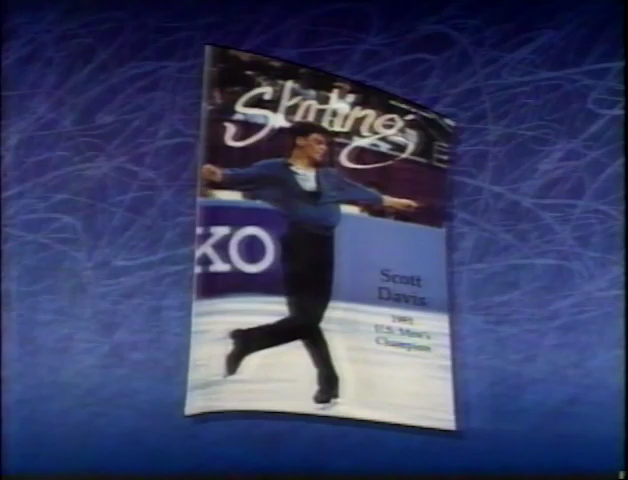 Skating
KO
Scott
Davis
U.S. Men's
Champion